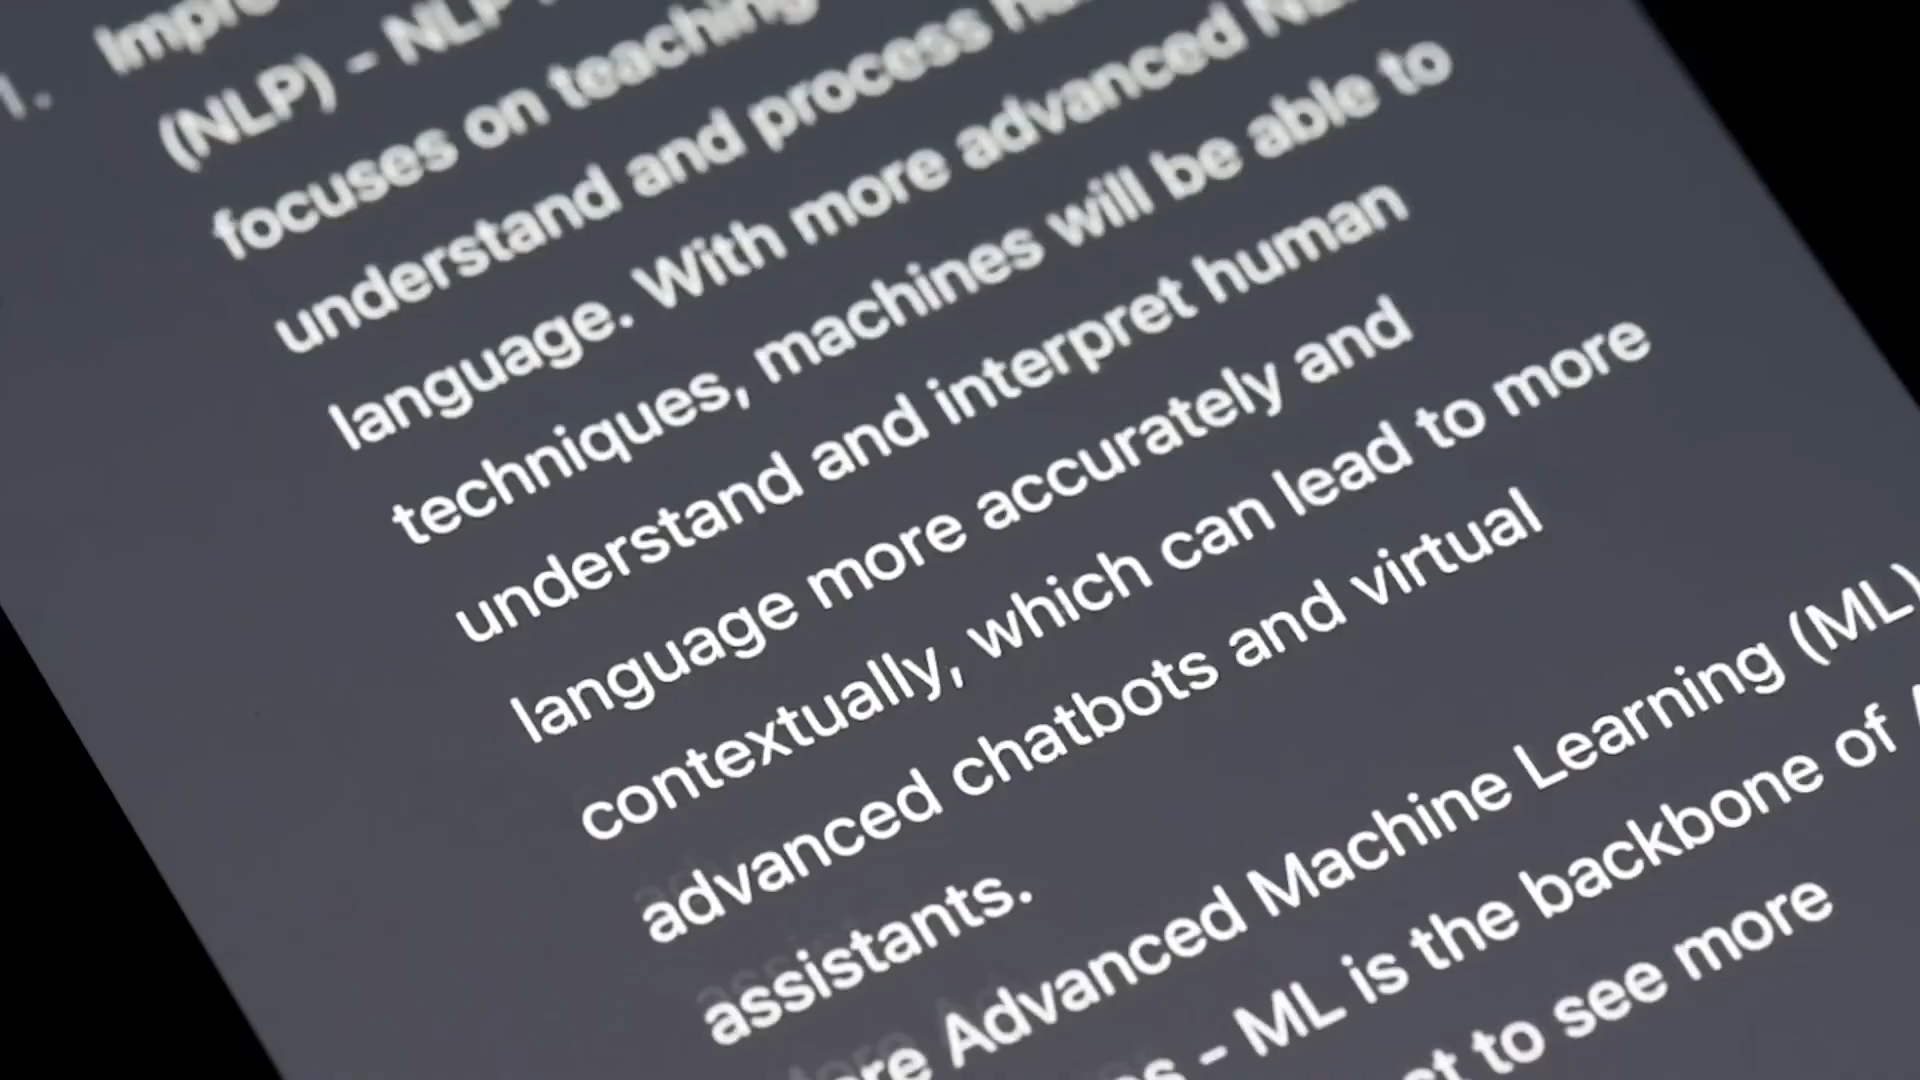 1.
(NLP) - NLP
focuses on teaching
understand and process
language. With more advanced
techniques, machines will be able to
understand and interpret human
language more accurately and
contextually, which can lead to more
advanced chatbots and virtual
assistants.
Advanced Machine Learning (ML)
- ML is the backbone of
to see more